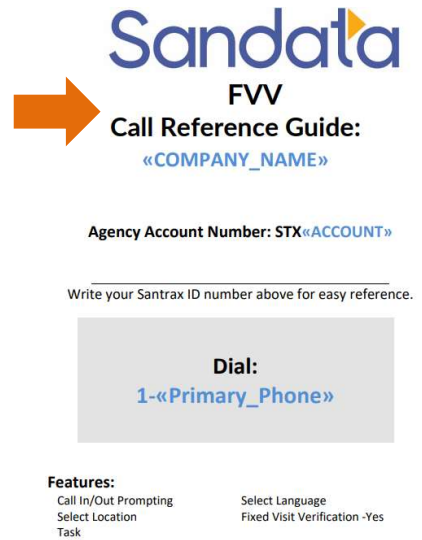 Sandata
FVV
Call Reference Guide:
«COMPANY_NAME»
Agency Account Number: STX«ACCOUNT»
Write your Santrax ID number above for easy reference.
Dial:
1-«Primary_Phone»
Features:
Call In/Out Prompting
Select Location
Task
Select Language
Fixed Visit Verification -Yes